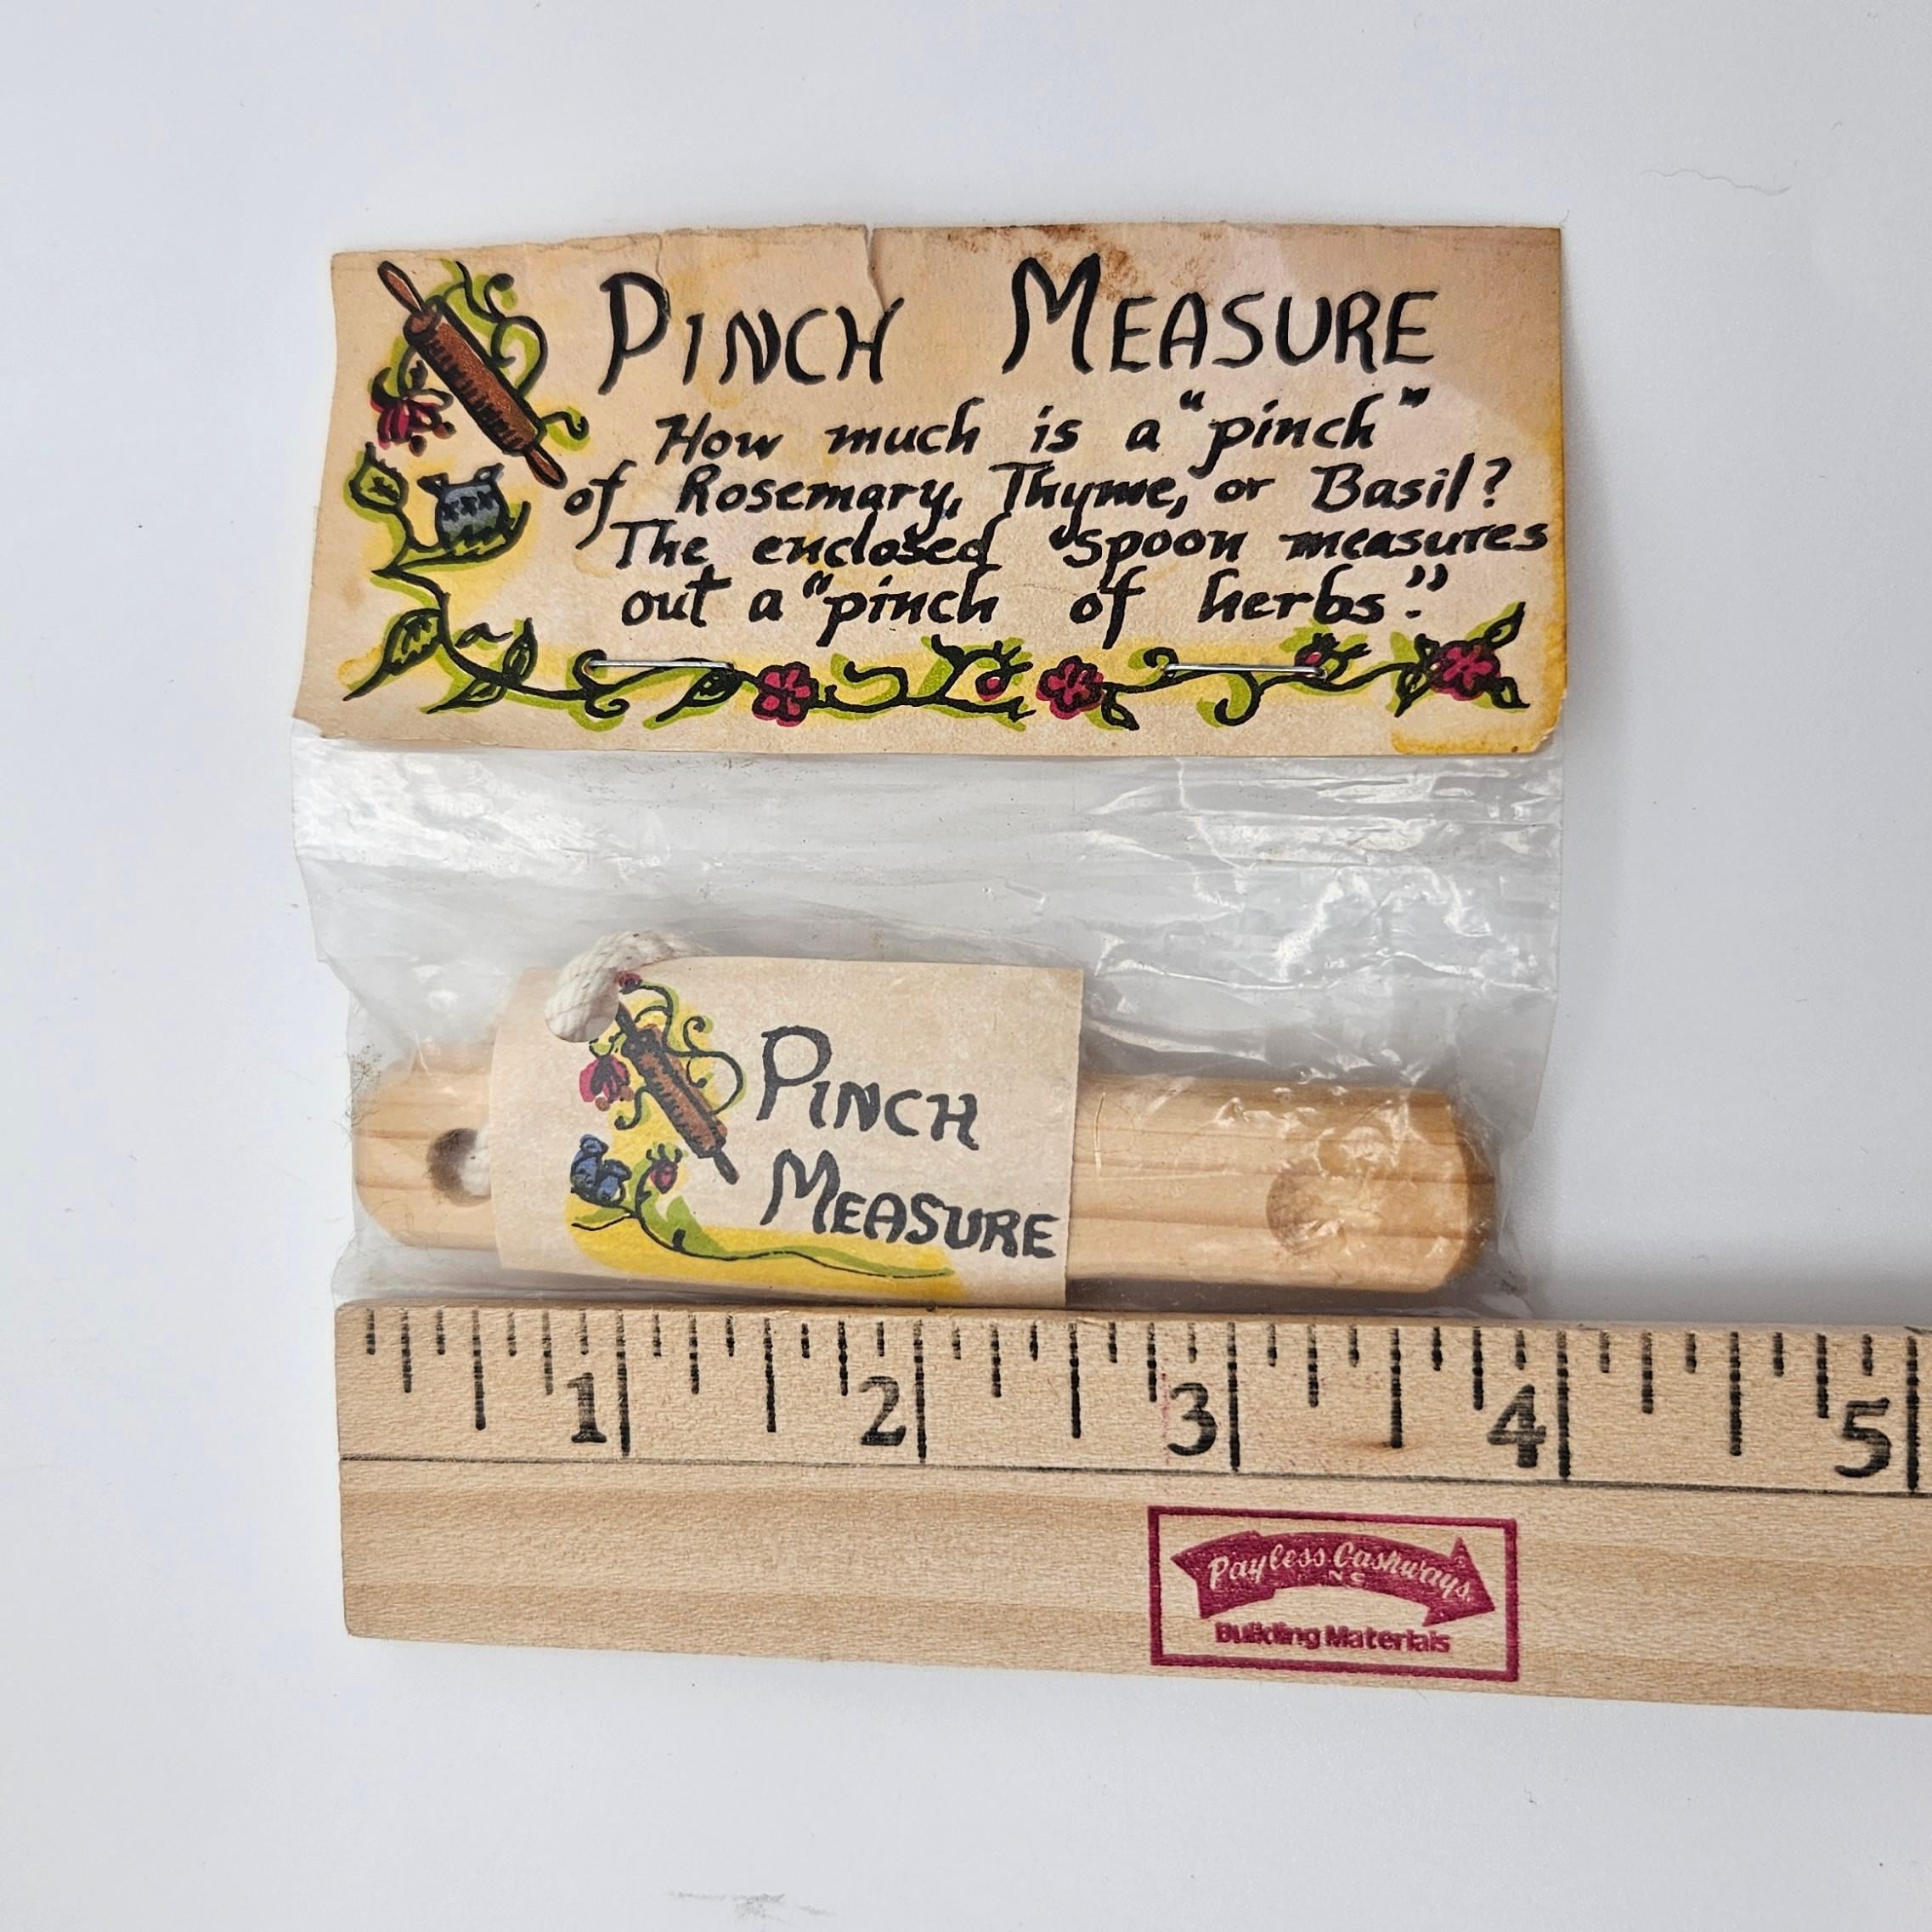 PINCH MEASURE
How much is a "pinch"
of Rosemary, Thyme, or Basil?
The enclosed spoon measures
out a "pinch of herbs."
PINCH
MEASURE
1 2 3 4 5
Payless Cashways
INC
Building Materials